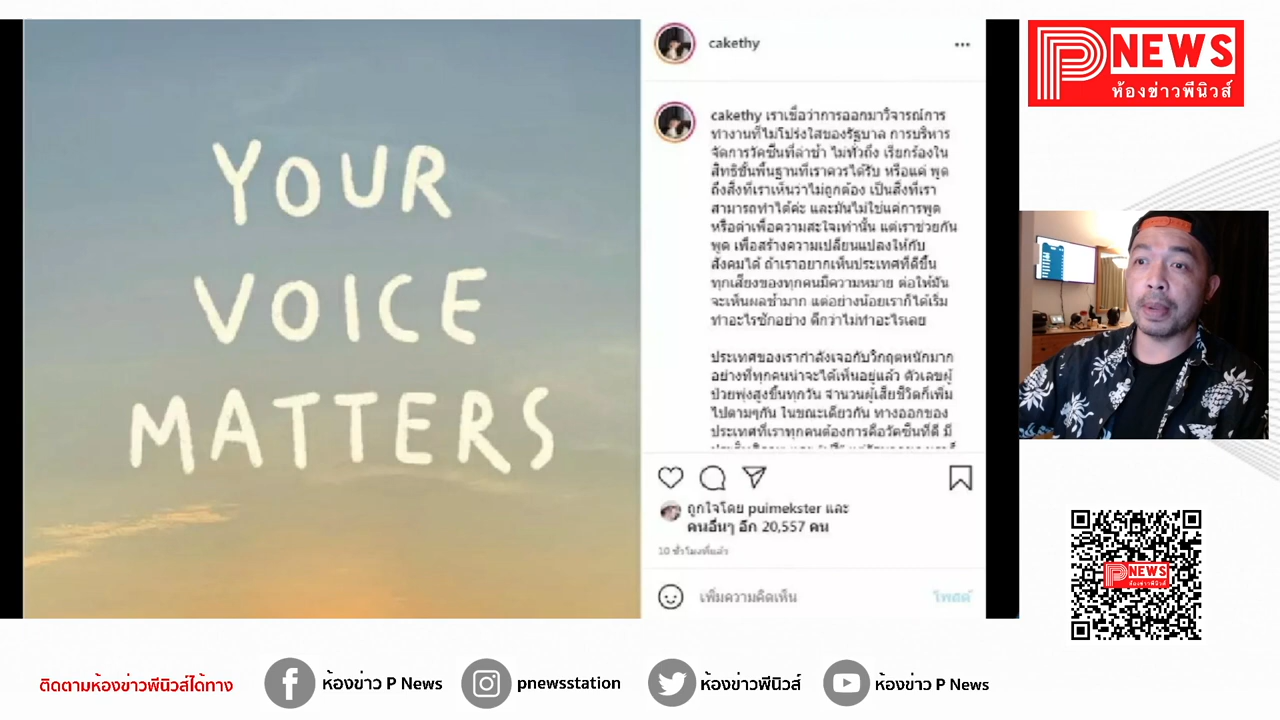 YOUR
VOICE
MATTERS
cakethy
cakethy เราเชื่อว่าการออกมาวิจารณ์การ
ทำงานที่ไม่โปร่งใสของรัฐบาล การบริหาร
จัดการวัคซีนที่ล่าช้า ไม่ทั่วถึง เรียกร้องใน
สิทธิขั้นพื้นฐานที่เราควรได้รับ หรือแค่ พูด
ถึงสิ่งที่เราเห็นว่าไม่ถูกต้อง เป็นสิ่งที่เรา
สามารถทำได้ค่ะ และมันไม่ใช่แค่การพูด
หรือด่าเพื่อความสะใจเท่านั้น แต่เราช่วยกัน
พูด เพื่อสร้างความเปลี่ยนแปลงให้กับ
สังคมได้ ถ้าเราอยากเห็นประเทศที่ดีขึ้น
ทุกเสียงของทุกคนมีความหมาย ต่อให้มัน
จะเห็นผลช้ามาก แต่อย่างน้อยเราก็ได้เริ่ม
ทำอะไรซักอย่าง ดีกว่าไม่ทำอะไรเลย
ประเทศของเรากำลังเจอกับวิกฤตหนักมาก
อย่างที่ทุกคนน่าจะได้เห็นอยู่แล้ว ตัวเลขผู้
ป่วยพุ่งสูงขึ้นทุกวัน จำนวนผู้เสียชีวิตก็เพิ่ม
ไปตามๆกัน ในขณะเดียวกัน ทางออกของ
ประเทศที่เราทุกคนต้องการคือวัคซีนที่ดี มี
ถูกใจโดย puimekster และ
คนอื่นๆ อีก 20,557 คน
10 ชั่วโมงที่แล้ว
เพิ่มความคิดเห็น
โพสต์
P NEWS
ห้องข่าวพีนิวส์
P NEWS
ห้องข่าวพีนิวส์
ติดตามห้องข่าวพีนิวส์ได้ทาง
ห้องข่าว P News
pnewsstation
ห้องข่าวพีนิวส์
ห้องข่าว P News